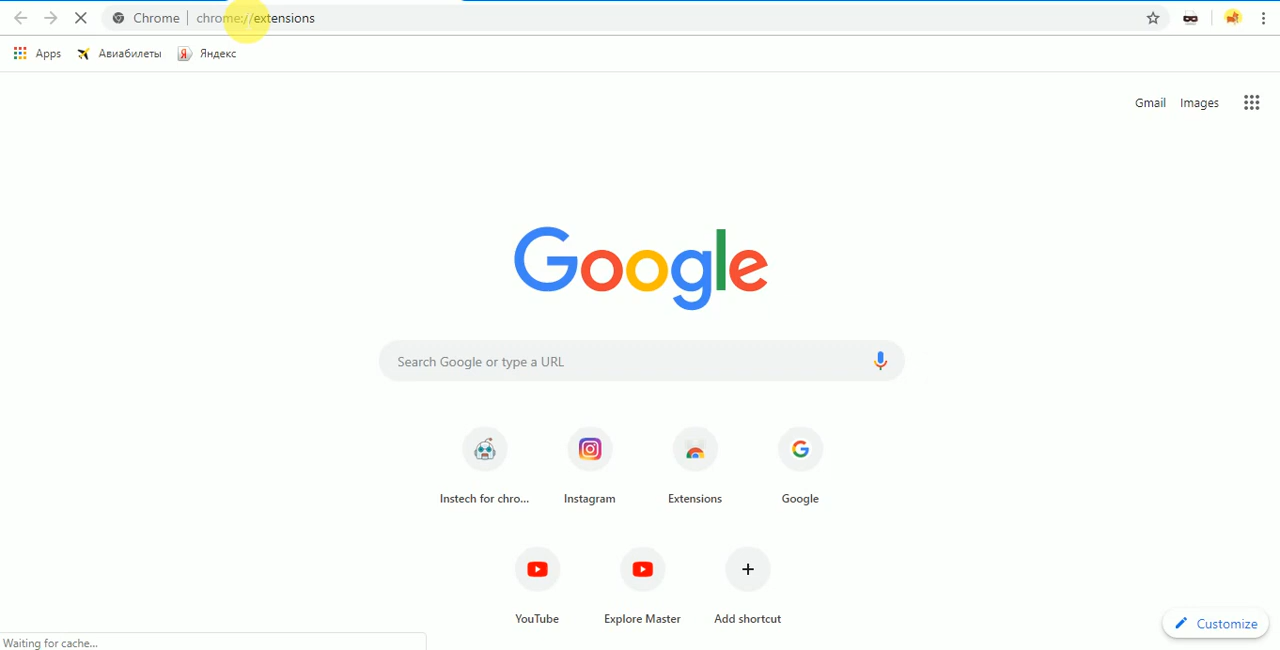 Chrome | chrome://extensions
Apps Авиабилеты Яндекс
Gmail Images
Google
Search Google or type a URL
Instech for chro... Instagram Extensions Google
YouTube Explore Master Add shortcut
Customize
Waiting for cache...